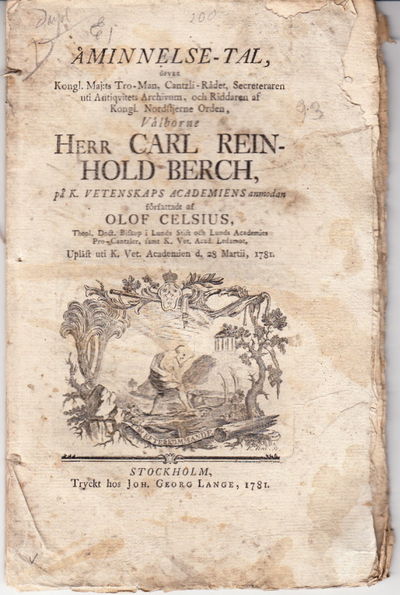 200
93
ÅMINNELSE-TAL,
öfver
Kongl. Maj:ts Tro-Man, Cantzli-Rådet, Secreteraren
uti Antiqvitets Archivum, och Riddaren af
Kongl. Nordstjerne Orden,
Välborne
HERR CARL REIN-
HOLD BERCH,
på K. VETENSKAPS ACADEMIENS anmodan
författadt af
OLOF CELSIUS,
Theol. Doct. Biskop i Lunds Stift och Lunds Academies
Pro-Cantzler, samt K. Vet. Acad. Ledamot,
Upläst uti K. Vet. Academien d. 28 Martii, 1781.
STOCKHOLM,
Tryckt hos JOH. GEORG LANGE, 1781.